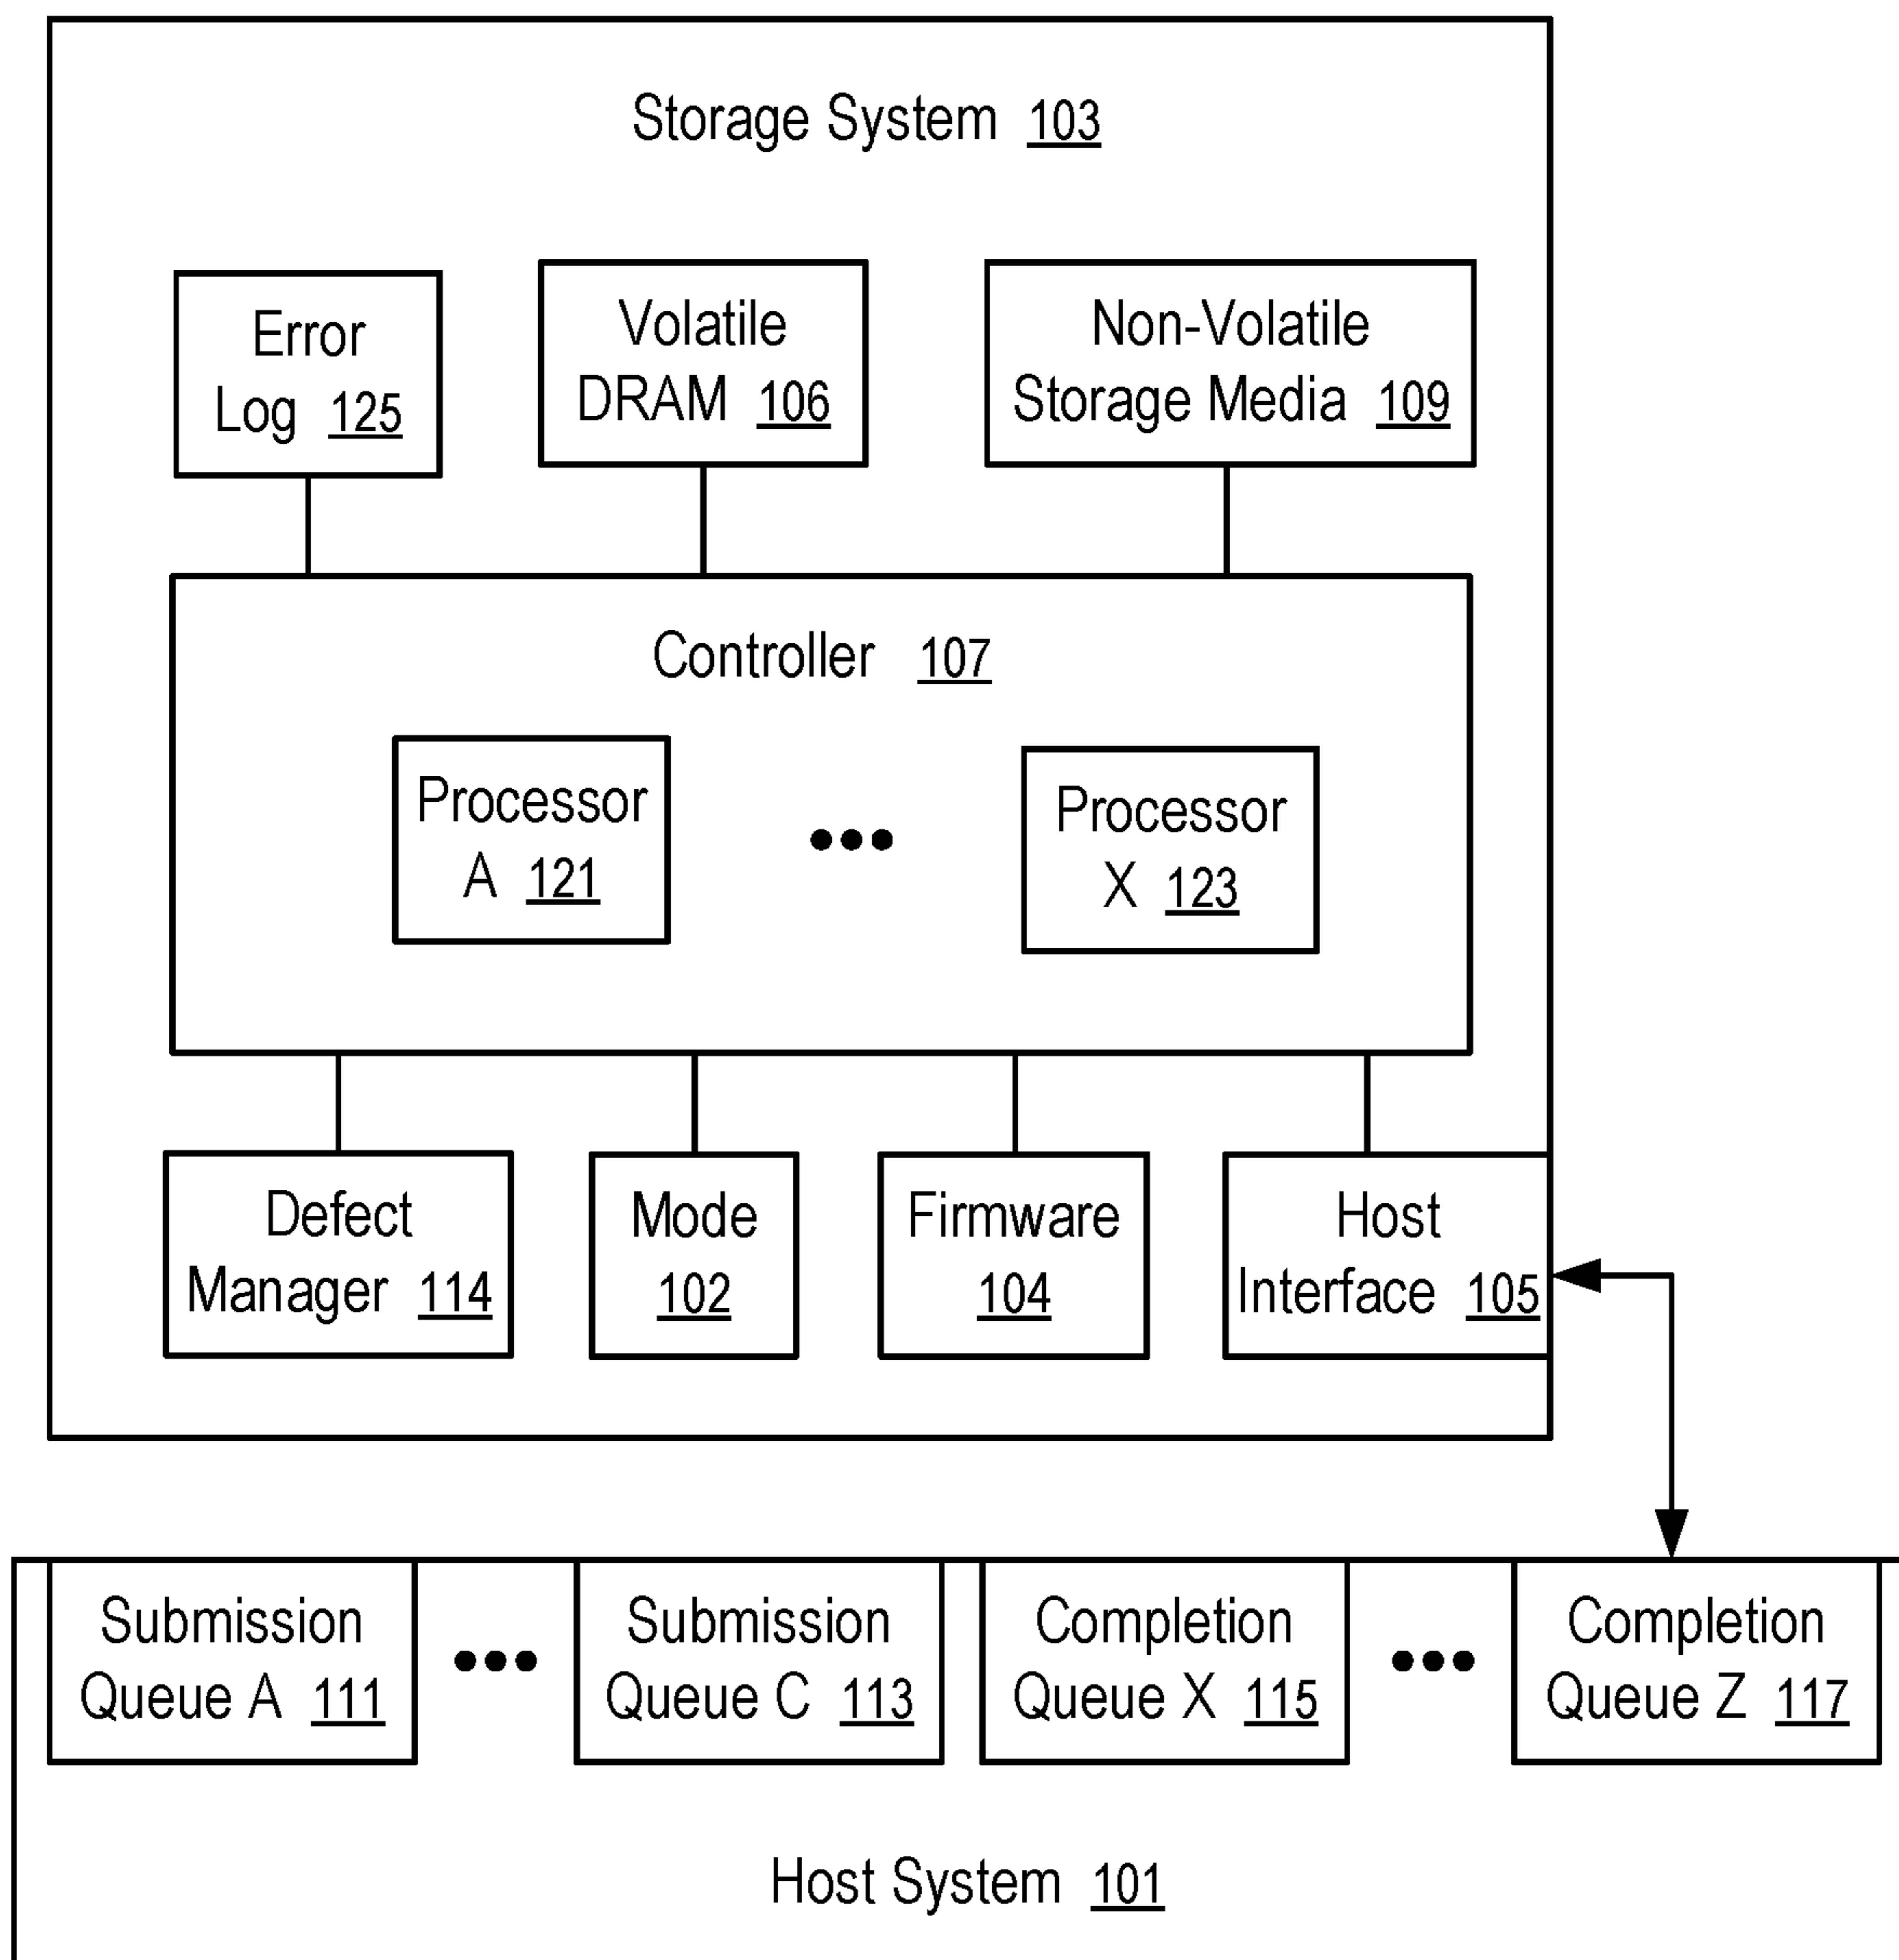 Storage System 103
Error
Log 125
Volatile
DRAM 106
Non-Volatile
Storage Media 109
Controller 107
Processor
A 121
Processor
X 123
Defect
Manager 114
Mode
102
Firmware
104
Host
Interface 105
Submission
Queue A 111
Submission
Queue C 113
Completion
Queue X 115
Completion
Queue Z 117
Host System 101